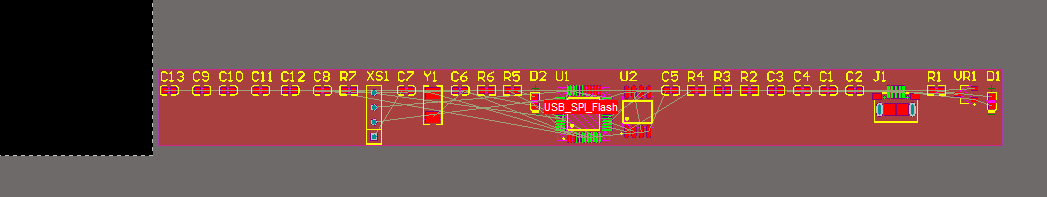 C13 C9 C10 C11 C12 C8 R7 XS1 C7 Y1 C6 R6 R5 D2 U1 U2 C5 R4 R3 R2 C3 C4 C1 C2 J1 R1 VR1 D1
USB_SPI_Flash